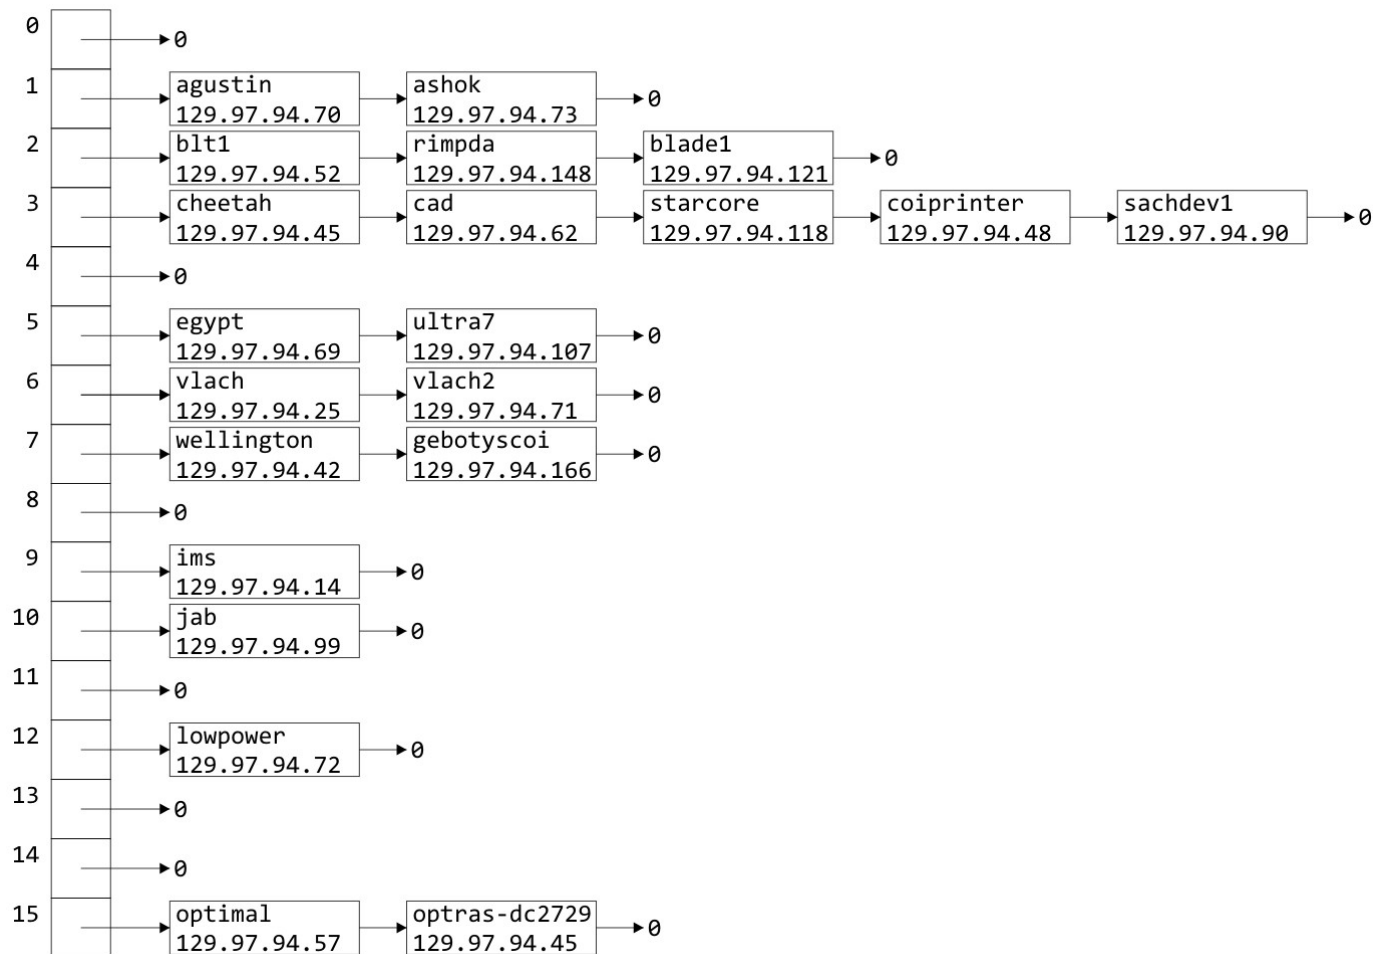 0
0
1
agustin
129.97.94.70
ashok
129.97.94.73
0
2
blt1
129.97.94.52
rimpda
129.97.94.148
blade1
129.97.94.121
0
3
cheetah
129.97.94.45
cad
129.97.94.62
starcore
129.97.94.118
coiprinter
129.97.94.48
sachdev1
129.97.94.90
0
4
0
5
egypt
129.97.94.69
ultra7
129.97.94.107
0
6
vlach
129.97.94.25
vlach2
129.97.94.71
0
7
wellington
129.97.94.42
gebotyscoi
129.97.94.166
0
8
0
9
ims
129.97.94.14
0
10
jab
129.97.94.99
0
11
0
12
lowpower
129.97.94.72
0
13
0
14
0
15
optimal
129.97.94.57
optras-dc2729
129.97.94.45
0